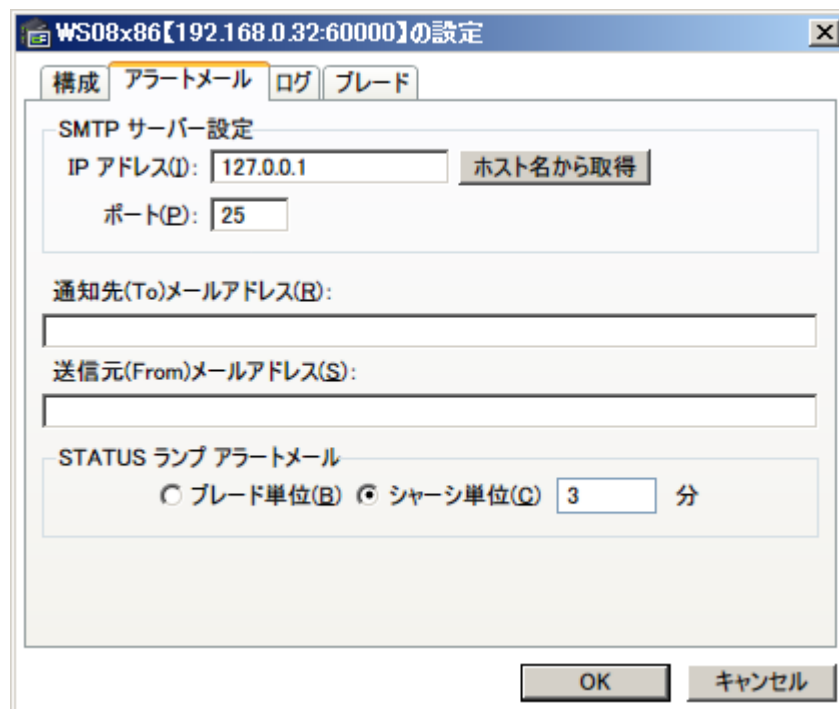 WS08x86【192.168.0.32:60000】の設定
構成 アラートメール ログ ブレード
SMTP サーバー設定
IP アドレス(I): 127.0.0.1 ホスト名から取得
ポート(P): 25
通知先(To)メールアドレス(R):
送信元(From)メールアドレス(S):
STATUS ランプ アラートメール
ブレード単位(B) シャーシ単位(C) 3 分
OK キャンセル